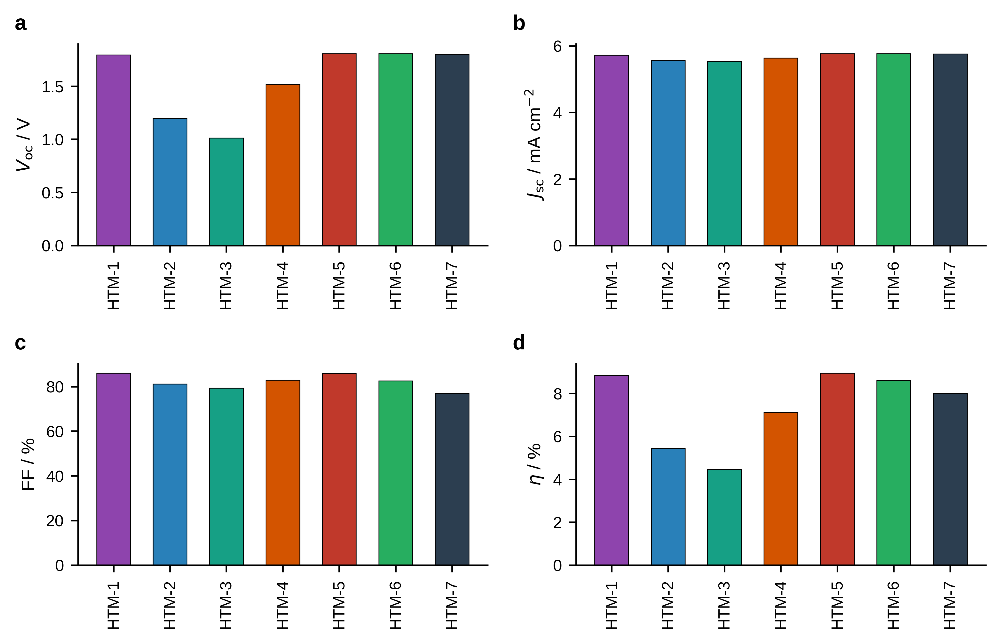 a
V_oc / V
1.5
1.0
0.5
0.0
HTM-1
HTM-2
HTM-3
HTM-4
HTM-5
HTM-6
HTM-7
b
J_sc / mA cm⁻²
6
4
2
0
HTM-1
HTM-2
HTM-3
HTM-4
HTM-5
HTM-6
HTM-7
c
FF / %
80
60
40
20
0
HTM-1
HTM-2
HTM-3
HTM-4
HTM-5
HTM-6
HTM-7
d
η / %
8
6
4
2
0
HTM-1
HTM-2
HTM-3
HTM-4
HTM-5
HTM-6
HTM-7